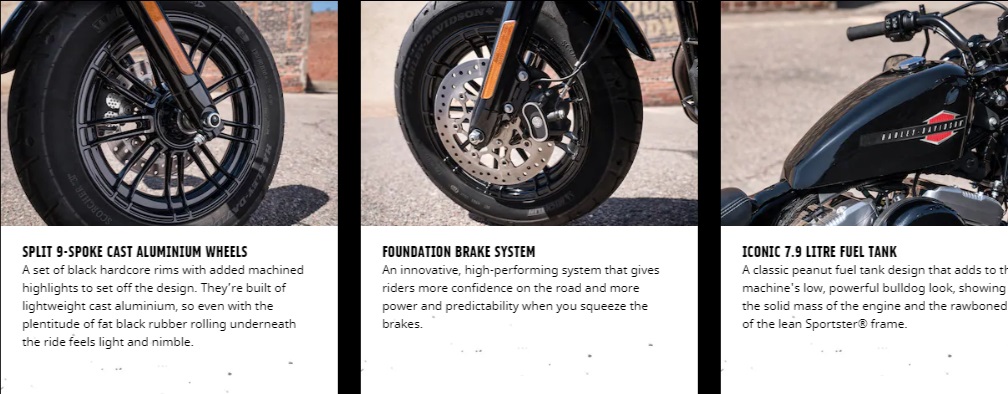 HARLEY-DAVIDSON
HARLEY-DAVIDSON
SPLIT 9-SPOKE CAST ALUMINIUM WHEELS
A set of black hardcore rims with added machined
highlights to set off the design. They're built of
lightweight cast aluminium, so even with the
plentitude of fat black rubber rolling underneath
the ride feels light and nimble.
FOUNDATION BRAKE SYSTEM
An innovative, high-performing system that gives
riders more confidence on the road and more
power and predictability when you squeeze the
brakes.
ICONIC 7.9 LITRE FUEL TANK
A classic peanut fuel tank design that adds to
machine's low, powerful bulldog look, showing
the solid mass of the engine and the rawboned
of the lean Sportster® frame.